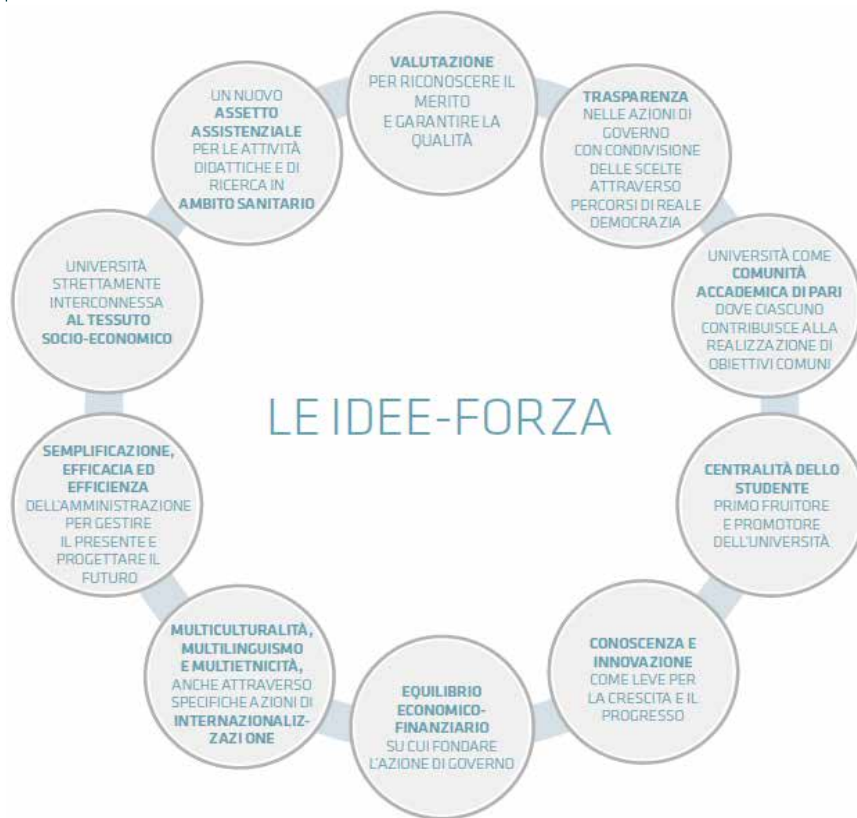 VALUTAZIONE
PER RICONOSCERE IL
MERITO
E GARANTIRE LA
QUALITÀ
TRASPARENZA
NELLE AZIONI DI
GOVERNO
CON CONDIVISIONE
DELLE SCELTE
ATTRAVERSO
PERCORSI DI REALE
DEMOCRAZIA
UNIVERSITÀ COME
COMUNITÀ
ACCADEMICA DI PARI
DOVE CIASCUNO
CONTRIBUISCE ALLA
REALIZZAZIONE DI
OBIETTIVI COMUNI
CENTRALITÀ DELLO
STUDENTE
PRIMO FRUITORE
E PROMOTORE
DELL'UNIVERSITÀ
CONOSCENZA E
INNOVAZIONE
COME LEVE PER
LA CRESCITA E IL
PROGRESSO
EQUILIBRIO
ECONOMICO-
FINANZIARIO
SU CUI FONDARE
L'AZIONE DI GOVERNO
MULTICULTURALITÀ,
MULTILINGUISMO
E MULTIETNICITÀ,
ANCHE ATTRAVERSO
SPECIFICHE AZIONI DI
INTERNAZIONALIZ-
ZAZIONE
SEMPLIFICAZIONE,
EFFICACIA ED
EFFICIENZA
DELL'AMMINISTRAZIONE
PER GESTIRE
IL PRESENTE E
PROGETTARE IL
FUTURO
UNIVERSITÀ
STRETTAMENTE
INTERCONNESSA
AL TESSUTO
SOCIO-ECONOMICO
UN NUOVO
ASSETTO
ASSISTENZIALE
PER LE ATTIVITÀ
DIDATTICHE E DI
RICERCA IN
AMBITO SANITARIO
LE IDEE-FORZA